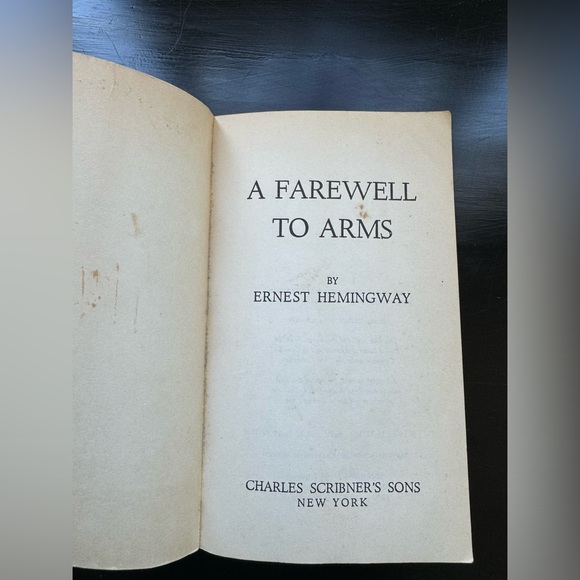 A FAREWELL
TO ARMS
BY
ERNEST HEMINGWAY
CHARLES SCRIBNER'S SONS
NEW YORK